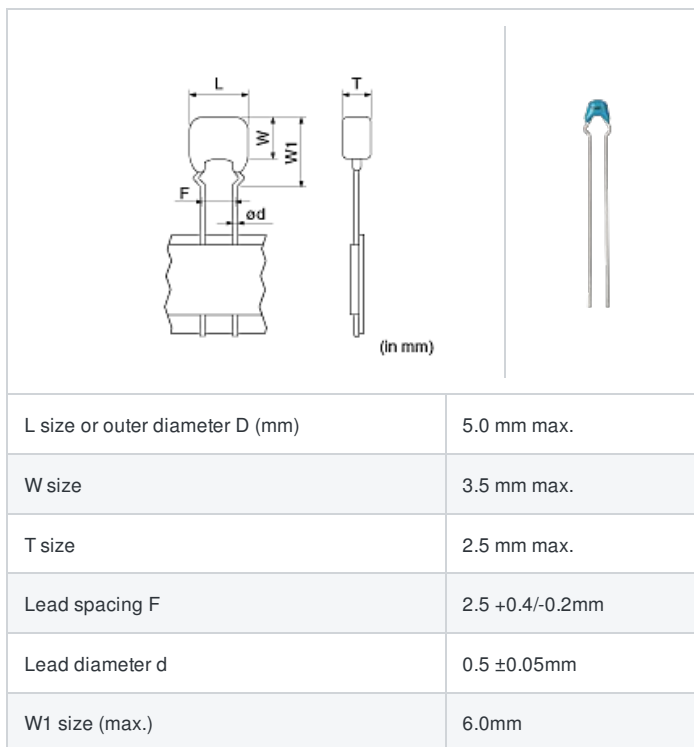 L
T
W
W1
F
ød
(in mm)
L size or outer diameter D (mm) 5.0 mm max.
W size 3.5 mm max.
T size 2.5 mm max.
Lead spacing F 2.5 +0.4/-0.2mm
Lead diameter d 0.5 ±0.05mm
W1 size (max.) 6.0mm